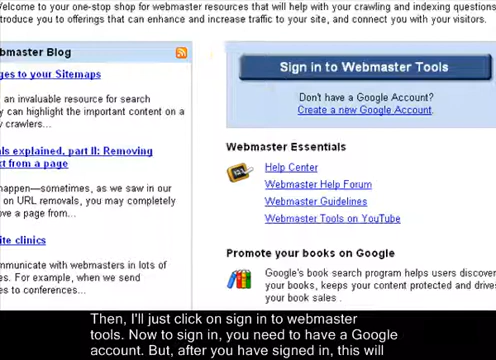 Welcome to your one-stop shop for webmaster resources that will help with your crawling and indexing questions
introduce you to offerings that can enhance and increase traffic to your site, and connect you with your visitors.
bmaster Blog
ges to your Sitemaps
an invaluable resource for search
y can highlight the important content on a
v crawlers...
als explained, part II: Removing
xt from a page
happen—sometimes, as we saw in our
on URL removals, you may completely
ove a page from...
ite clinics
mmunicate with webmasters in lots of
es. For example, when we send
s to conferences...
Sign in to Webmaster Tools
Don't have a Google Account?
Create a new Google Account.
Webmaster Essentials
Help Center
Webmaster Help Forum
Webmaster Guidelines
Webmaster Tools on YouTube
Promote your books on Google
Google's book search program helps users discover
your books, keeps your content protected and drives
your book sales .
Then, I'll just click on sign in to webmaster
tools. Now to sign in, you need to have a Google
account. But, after you have signed in, this will